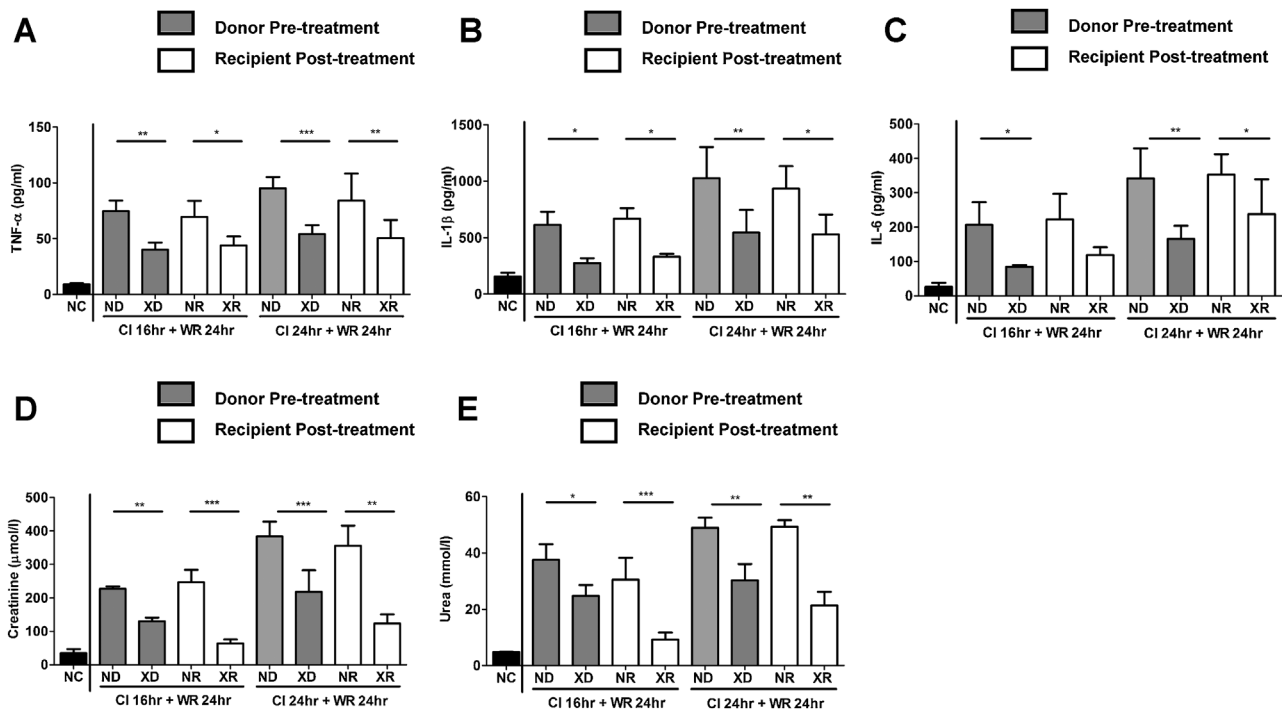 A
Donor Pre-treatment
Recipient Post-treatment
TNF-α (pg/ml)
150
100
50
0
** * *** **
NC ND XD NR XR ND XD NR XR
CI 16hr + WR 24hr CI 24hr + WR 24hr
B
Donor Pre-treatment
Recipient Post-treatment
IL-1β (pg/ml)
1500
1000
500
0
* * ** *
NC ND XD NR XR ND XD NR XR
CI 16hr + WR 24hr CI 24hr + WR 24hr
C
Donor Pre-treatment
Recipient Post-treatment
IL-6 (pg/ml)
500
400
300
200
100
0
* ** *
NC ND XD NR XR ND XD NR XR
CI 16hr + WR 24hr CI 24hr + WR 24hr
D
Donor Pre-treatment
Recipient Post-treatment
Creatinine (μmol/l)
500
400
300
200
100
0
** *** *** **
NC ND XD NR XR ND XD NR XR
CI 16hr + WR 24hr CI 24hr + WR 24hr
E
Donor Pre-treatment
Recipient Post-treatment
Urea (mmol/l)
60
40
20
0
* *** ** **
NC ND XD NR XR ND XD NR XR
CI 16hr + WR 24hr CI 24hr + WR 24hr